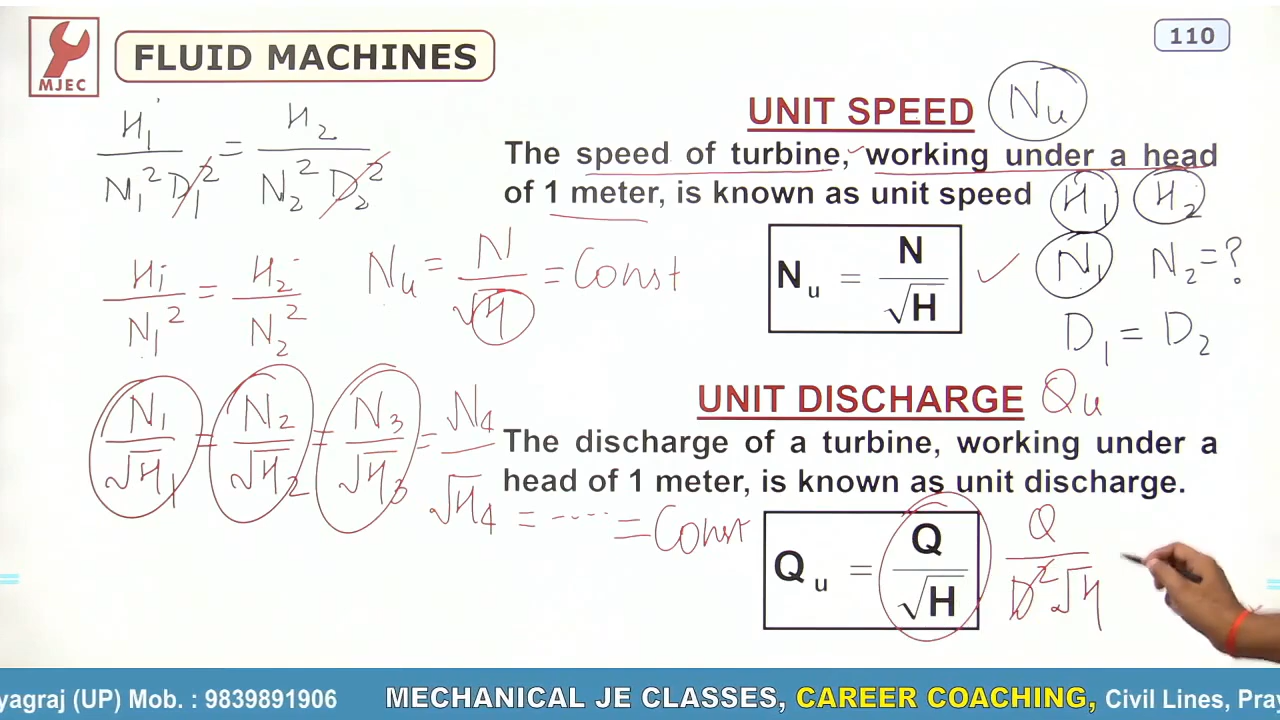 MJEC
FLUID MACHINES
110
H₁/(N₁² D₁²) = H₂/(N₂² D₂²)
H₁/N₁² = H₂/N₂²
Nu = N/√H = Const
N₁/√H₁ = N₂/√H₂ = N₃/√H₃ = N₄/√H₄ = ---- = Const
UNIT SPEED Nu
The speed of turbine, working under a head
of 1 meter, is known as unit speed H₁ H₂
N u = N/√H ✓ N₁ N₂ = ?
D₁ = D₂
UNIT DISCHARGE Qu
The discharge of a turbine, working under a
head of 1 meter, is known as unit discharge.
Q u = Q/√H Q/(D²√H)
yagraj (UP) Mob. : 9839891906 MECHANICAL JE CLASSES, CAREER COACHING, Civil Lines, Pray